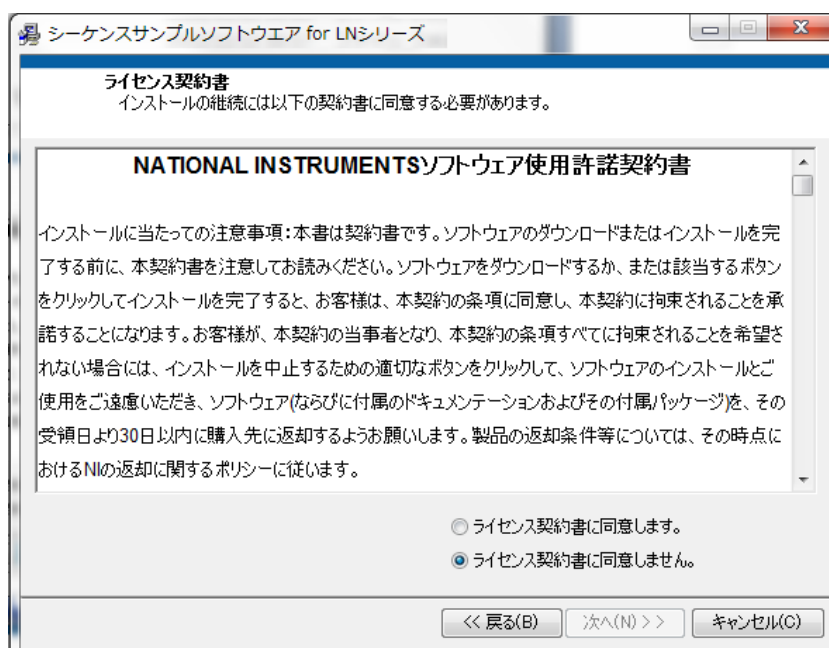 シーケンスサンプルソフトウエア for LNシリーズ
ライセンス契約書
インストールの継続には以下の契約書に同意する必要があります。
NATIONAL INSTRUMENTSソフトウェア使用許諾契約書
インストールに当たっての注意事項：本書は契約書です。ソフトウェアのダウンロードまたはインストールを完
了する前に、本契約書を注意してお読みください。ソフトウェアをダウンロードするか、または該当するボタン
をクリックしてインストールを完了すると、お客様は、本契約の条項に同意し、本契約に拘束されることを承
諾することになります。お客様が、本契約の当事者となり、本契約の条項すべてに拘束されることを希望さ
れない場合には、インストールを中止するための適切なボタンをクリックして、ソフトウェアのインストールとご
使用をご遠慮いただき、ソフトウェア(ならびに付属のドキュメンテーションおよびその付属パッケージ)を、その
受領日より30日以内に購入先に返却するようお願いします。製品の返却条件等については、その時点に
おけるNIの返却に関するポリシーに従います。
ライセンス契約書に同意します。
ライセンス契約書に同意しません。
<< 戻る(B) 次へ(N) >> キャンセル(C)